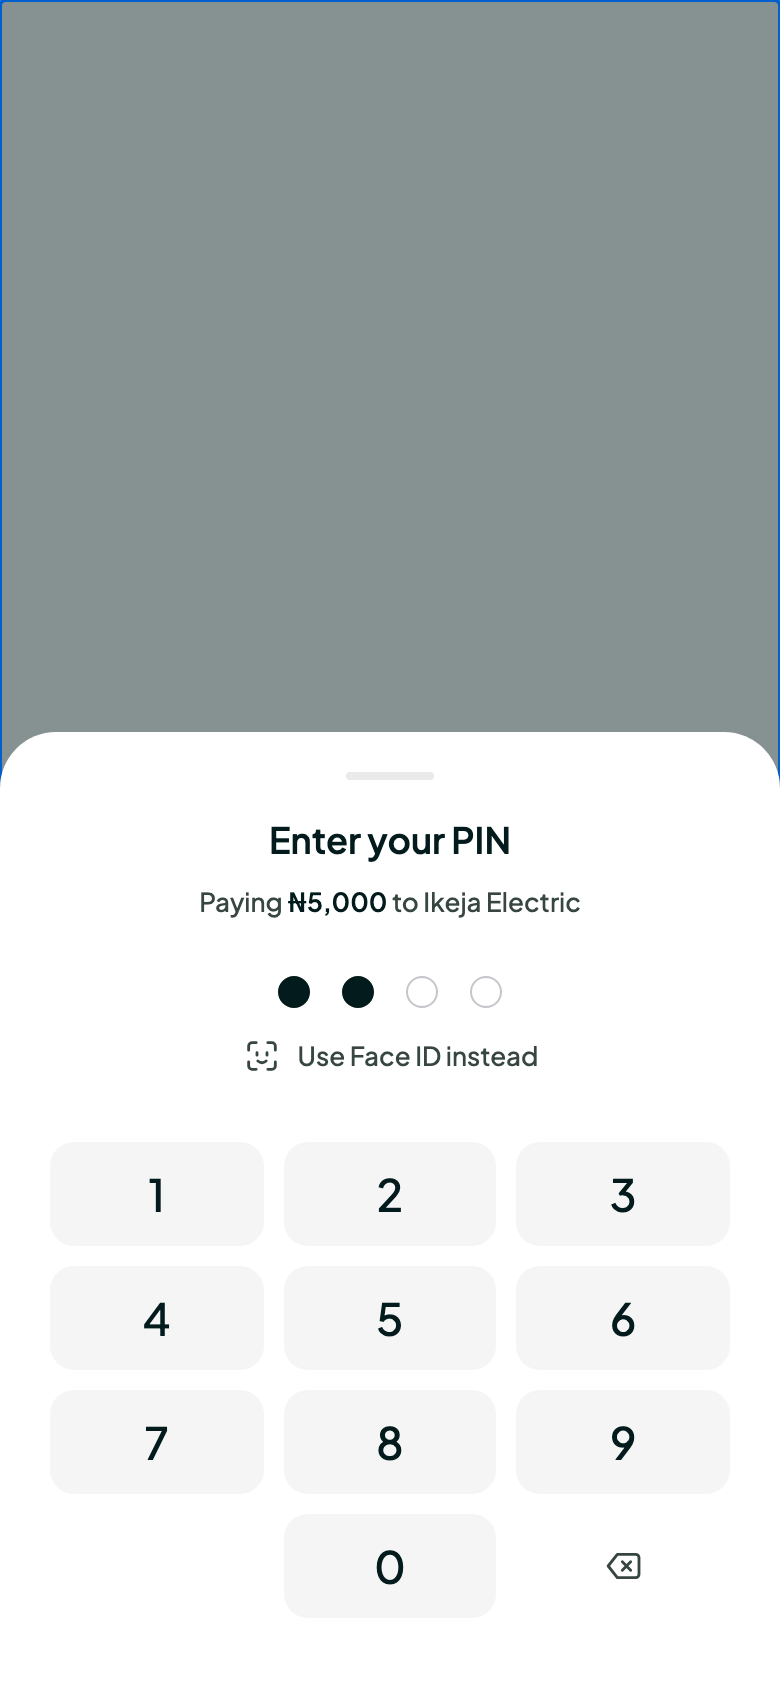 Enter your PIN
Paying ₦5,000 to Ikeja Electric
Use Face ID instead
1 2 3
4 5 6
7 8 9
0